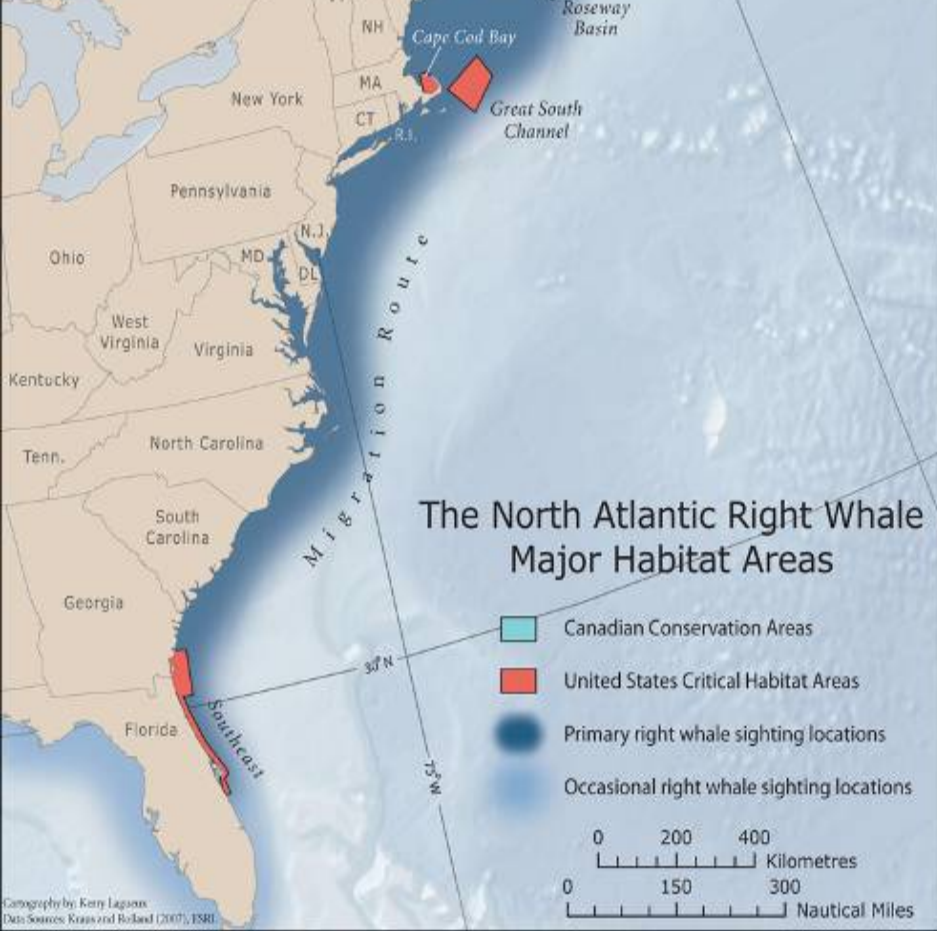 Roseway
Basin
NH
Cape Cod Bay
MA
New York
Great South
Channel
CT
R.I.
Pennsylvania
N.J.
MD
Ohio
DL
West
Virginia
Virginia
Kentucky
Migration Route
North Carolina
Tenn.
The North Atlantic Right Whale
Major Habitat Areas
South
Carolina
Georgia
Canadian Conservation Areas
30°N
United States Critical Habitat Areas
Florida
Southeast
Primary right whale sighting locations
75°W
Occasional right whale sighting locations
0 200 400
Kilometres
0 150 300
Nautical Miles
Cartography by: Kerry Lagueux
Data Sources: Kraus and Rolland (2007), ESRI